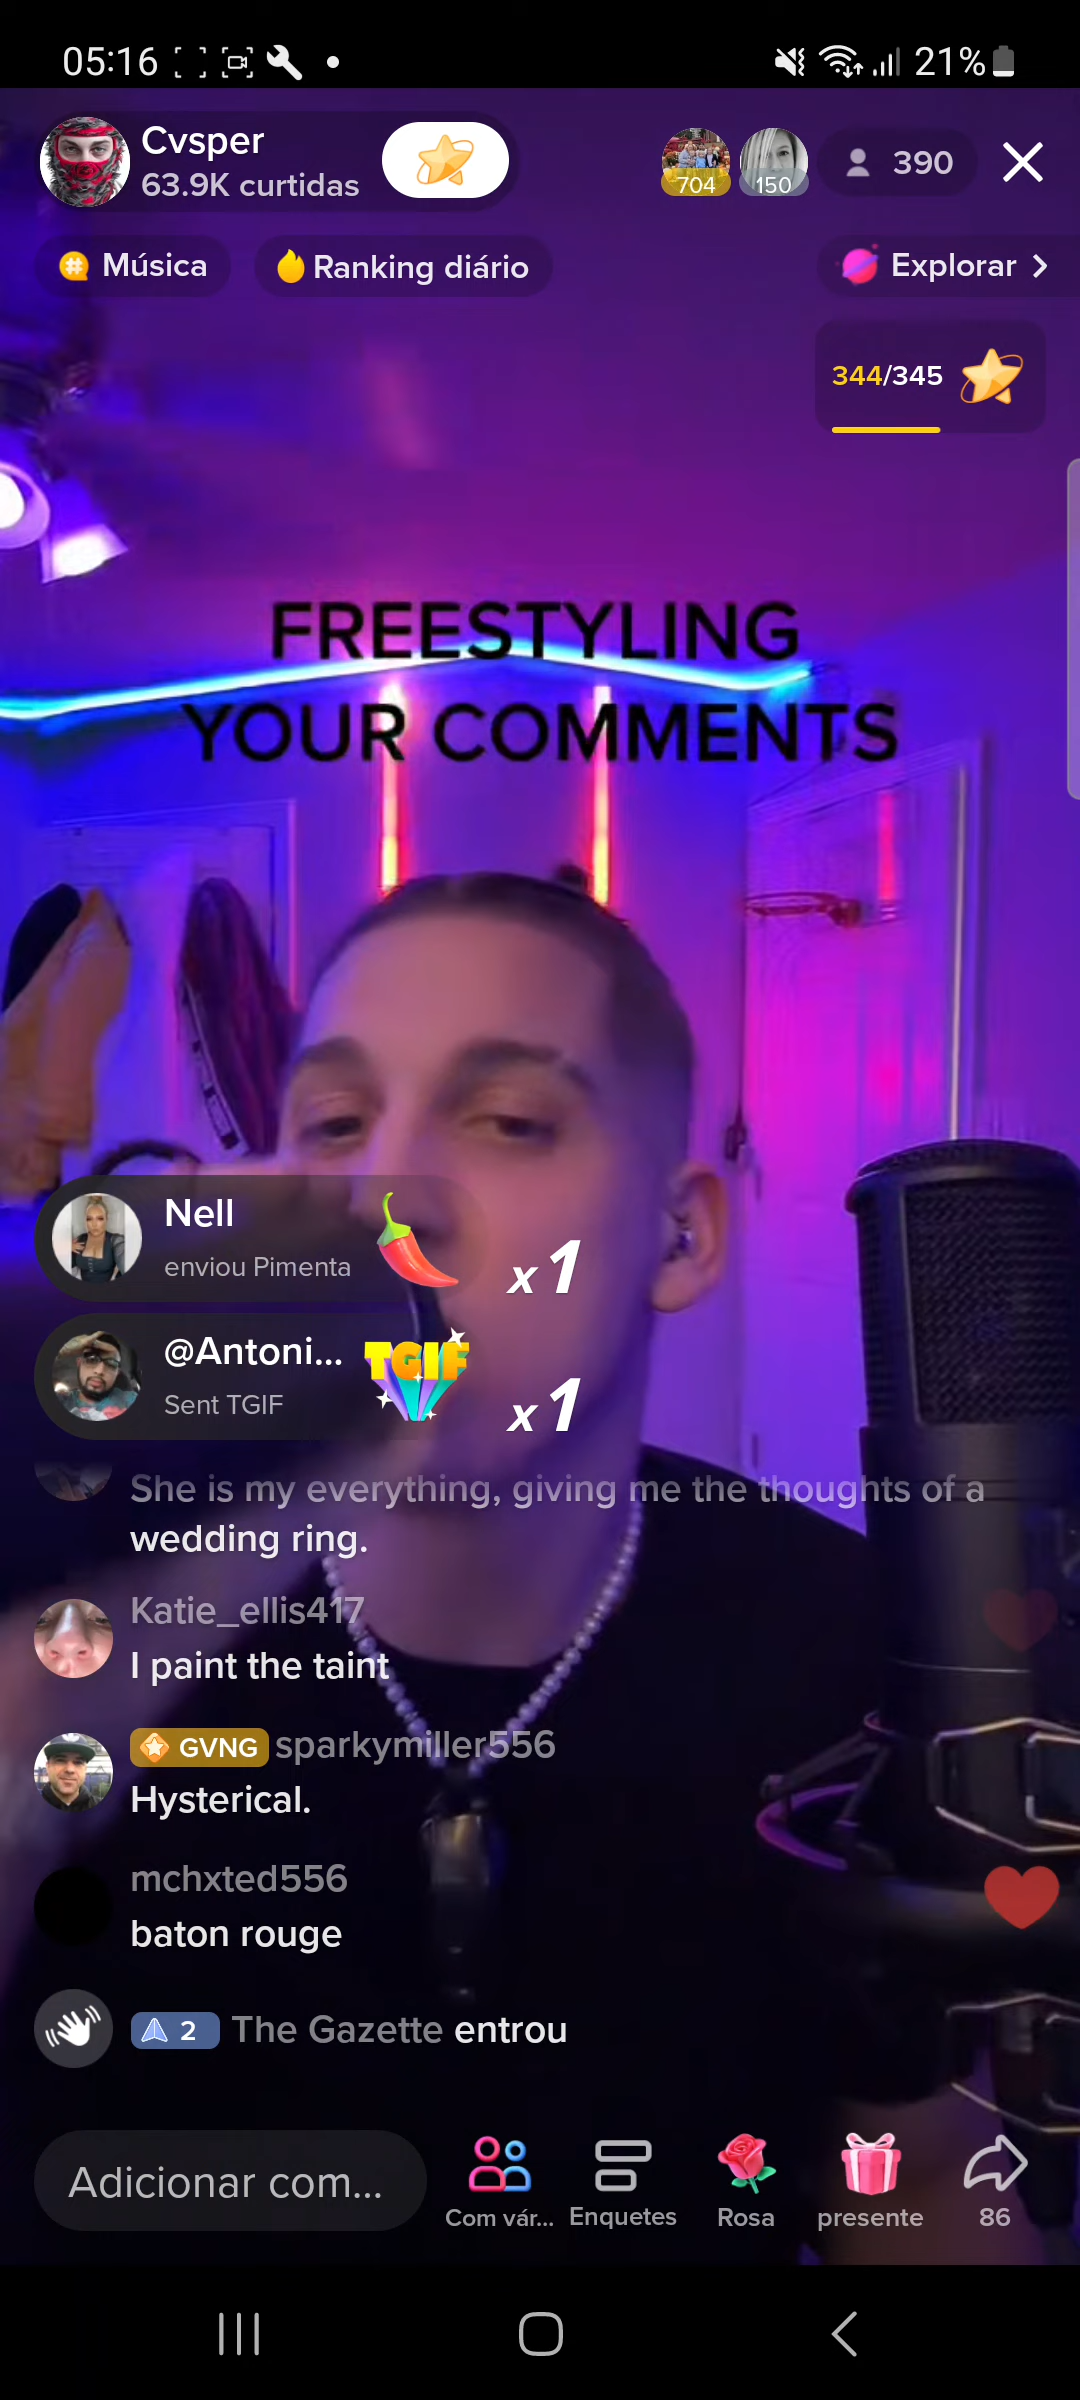 05:16
21%
Cvsper
63.9K curtidas
704
150
390
Música
Ranking diário
Explorar
344/345
FREESTYLING
YOUR COMMENTS
Nell
enviou Pimenta
x1
@Antoni...
Sent TGIF
TGIF
x1
She is my everything, giving me the thoughts of a
wedding ring.
Katie_ellis417
I paint the taint
GVNG sparkymiller556
Hysterical.
mchxted556
baton rouge
2 The Gazette entrou
Adicionar com...
Com vár...
Enquetes
Rosa
presente
86